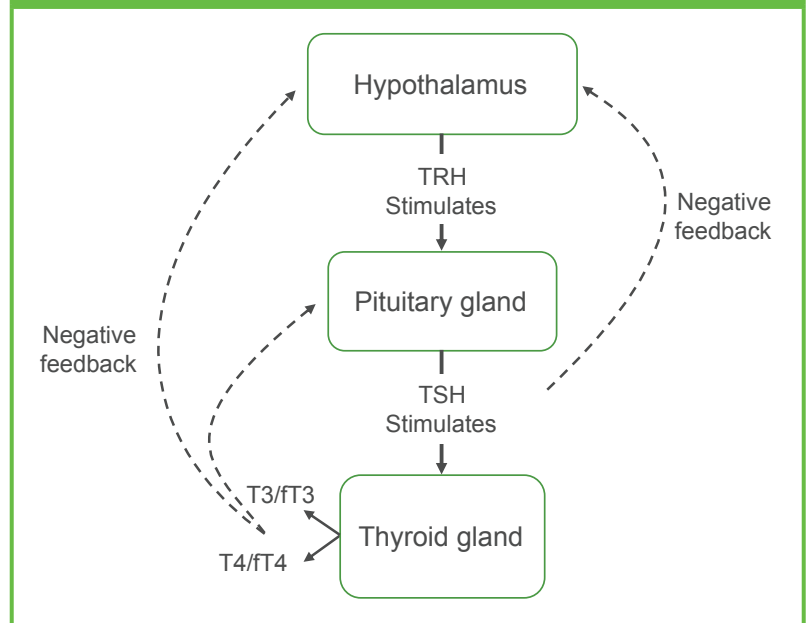 Hypothalamus
TRH
Stimulates
Negative
feedback
Pituitary gland
Negative
feedback
TSH
Stimulates
T3/fT3
Thyroid gland
T4/fT4